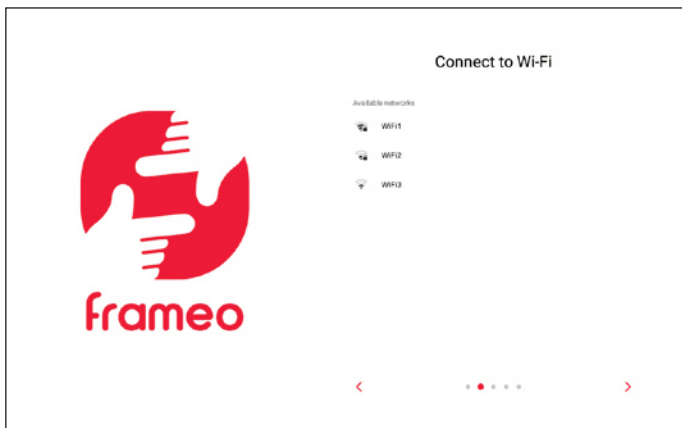 frameo
Connect to Wi-Fi
Available networks
WiFi1
WiFi2
WiFi3